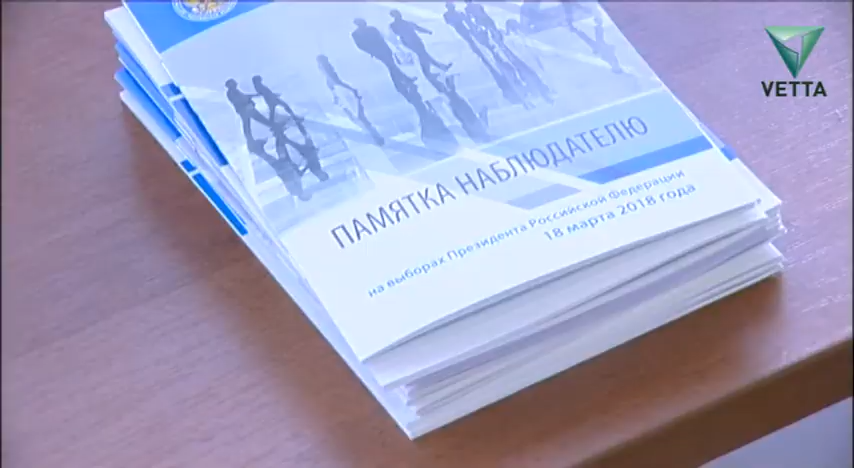 VETTA
ПАМЯТКА НАБЛЮДАТЕЛЮ
на выборах Президента Российской Федерации
18 марта 2018 года